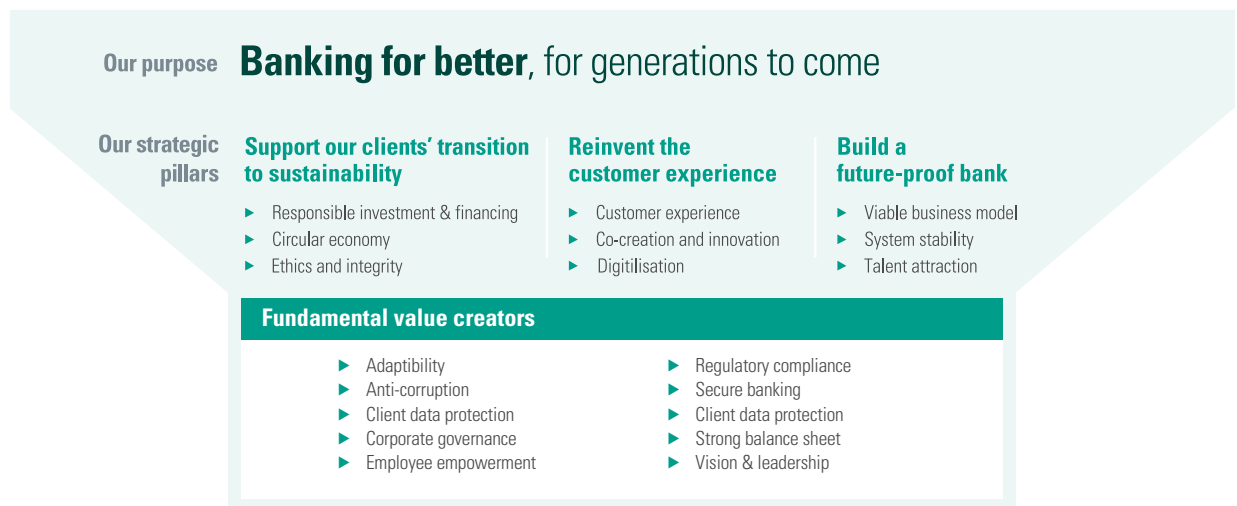 Our purpose
Banking for better, for generations to come
Our strategic
pillars
Support our clients’ transition
to sustainability
► Responsible investment & financing
► Circular economy
► Ethics and integrity
Reinvent the
customer experience
► Customer experience
► Co-creation and innovation
► Digitilisation
Build a
future-proof bank
► Viable business model
► System stability
► Talent attraction
Fundamental value creators
► Adaptibility
► Anti-corruption
► Client data protection
► Corporate governance
► Employee empowerment
► Regulatory compliance
► Secure banking
► Client data protection
► Strong balance sheet
► Vision & leadership